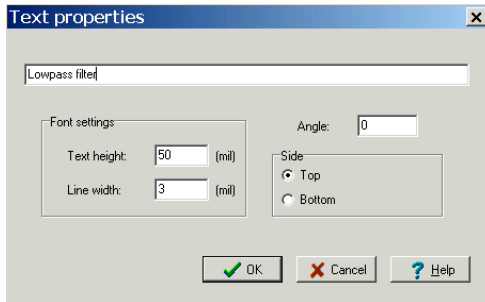 Text properties
Lowpass filter
Font settings
Text height: 50 (mil)
Line width: 3 (mil)
Angle: 0
Side
Top
Bottom
OK Cancel Help